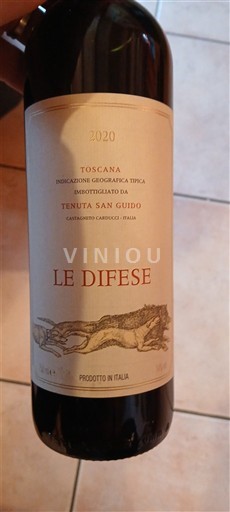 2020
TOSCANA
INDICAZIONE GEOGRAFICA TIPICA
IMBOTTIGLIATO DA
TENUTA SAN GUIDO
CASTAGNETO CARDUCCI - ITALIA
VINIOU
LE DIFESE
PRODOTTO IN ITALIA